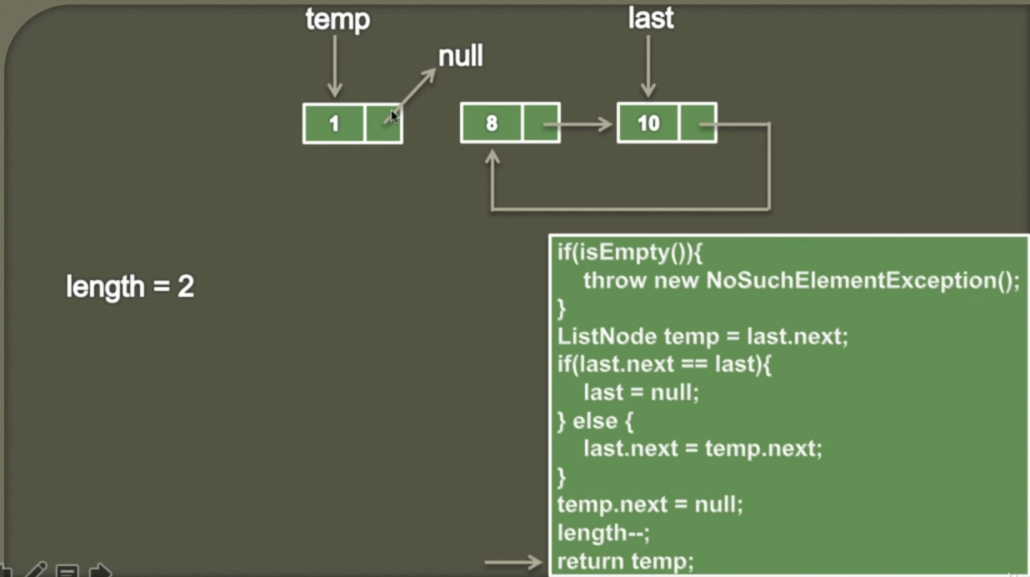 temp
last
null
1
8
10
length = 2
if(isEmpty()){
throw new NoSuchElementException();
}
ListNode temp = last.next;
if(last.next == last){
last = null;
} else {
last.next = temp.next;
}
temp.next = null;
length--;
return temp;